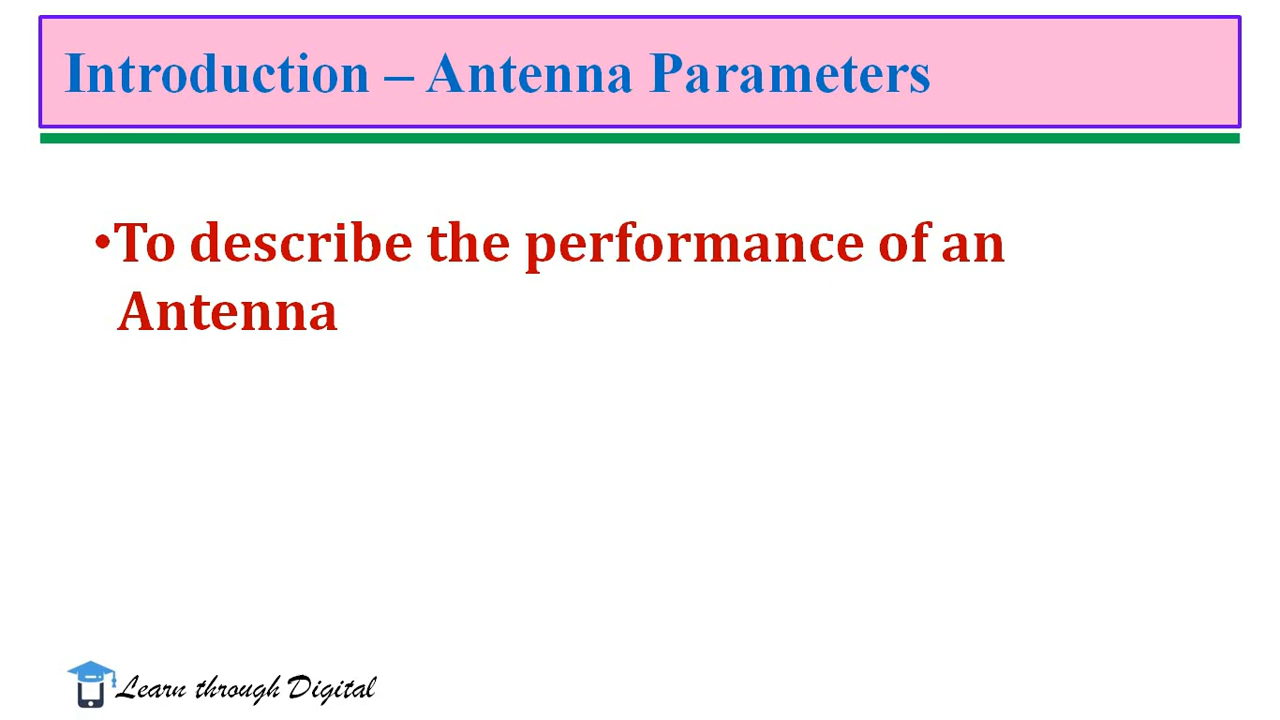 Introduction – Antenna Parameters
•To describe the performance of an
Antenna
Learn through Digital